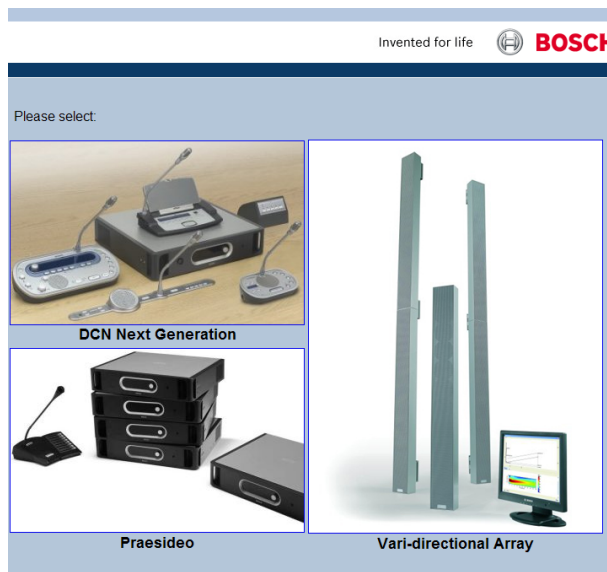 Invented for life BOSCH
Please select:
DCN Next Generation
Praesideo
Vari-directional Array